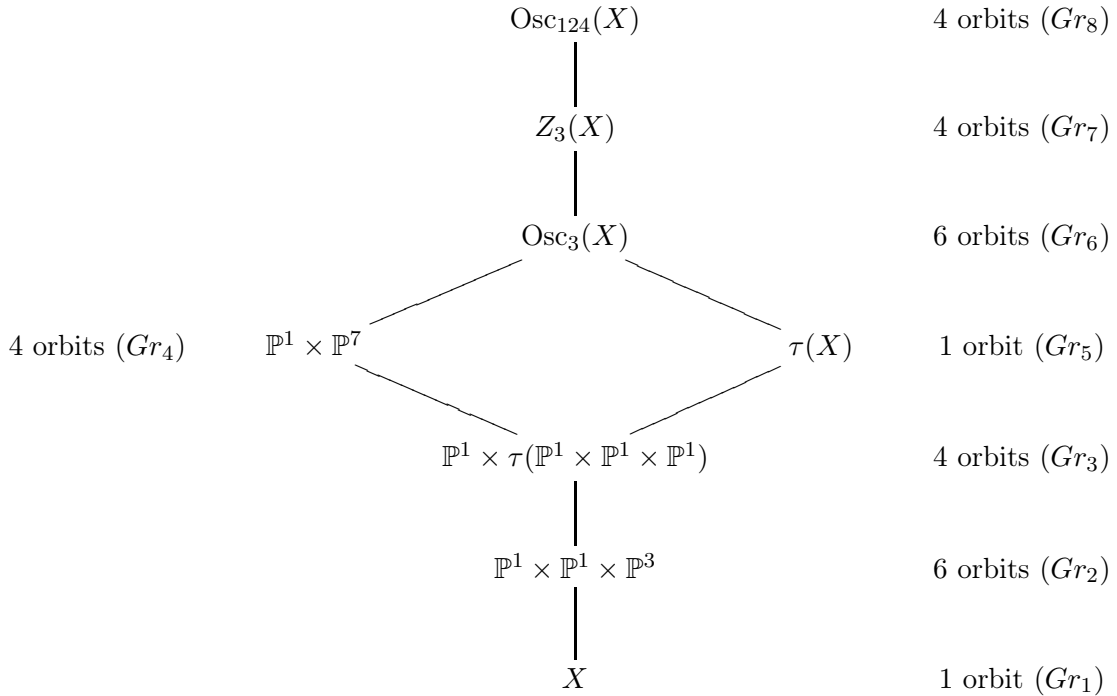 Osc₁₂₄(X) 4 orbits (Gr₈)
Z₃(X) 4 orbits (Gr₇)
Osc₃(X) 6 orbits (Gr₆)
4 orbits (Gr₄) ℙ¹ × ℙ⁷ τ(X) 1 orbit (Gr₅)
ℙ¹ × τ(ℙ¹ × ℙ¹ × ℙ¹) 4 orbits (Gr₃)
ℙ¹ × ℙ¹ × ℙ³ 6 orbits (Gr₂)
X 1 orbit (Gr₁)